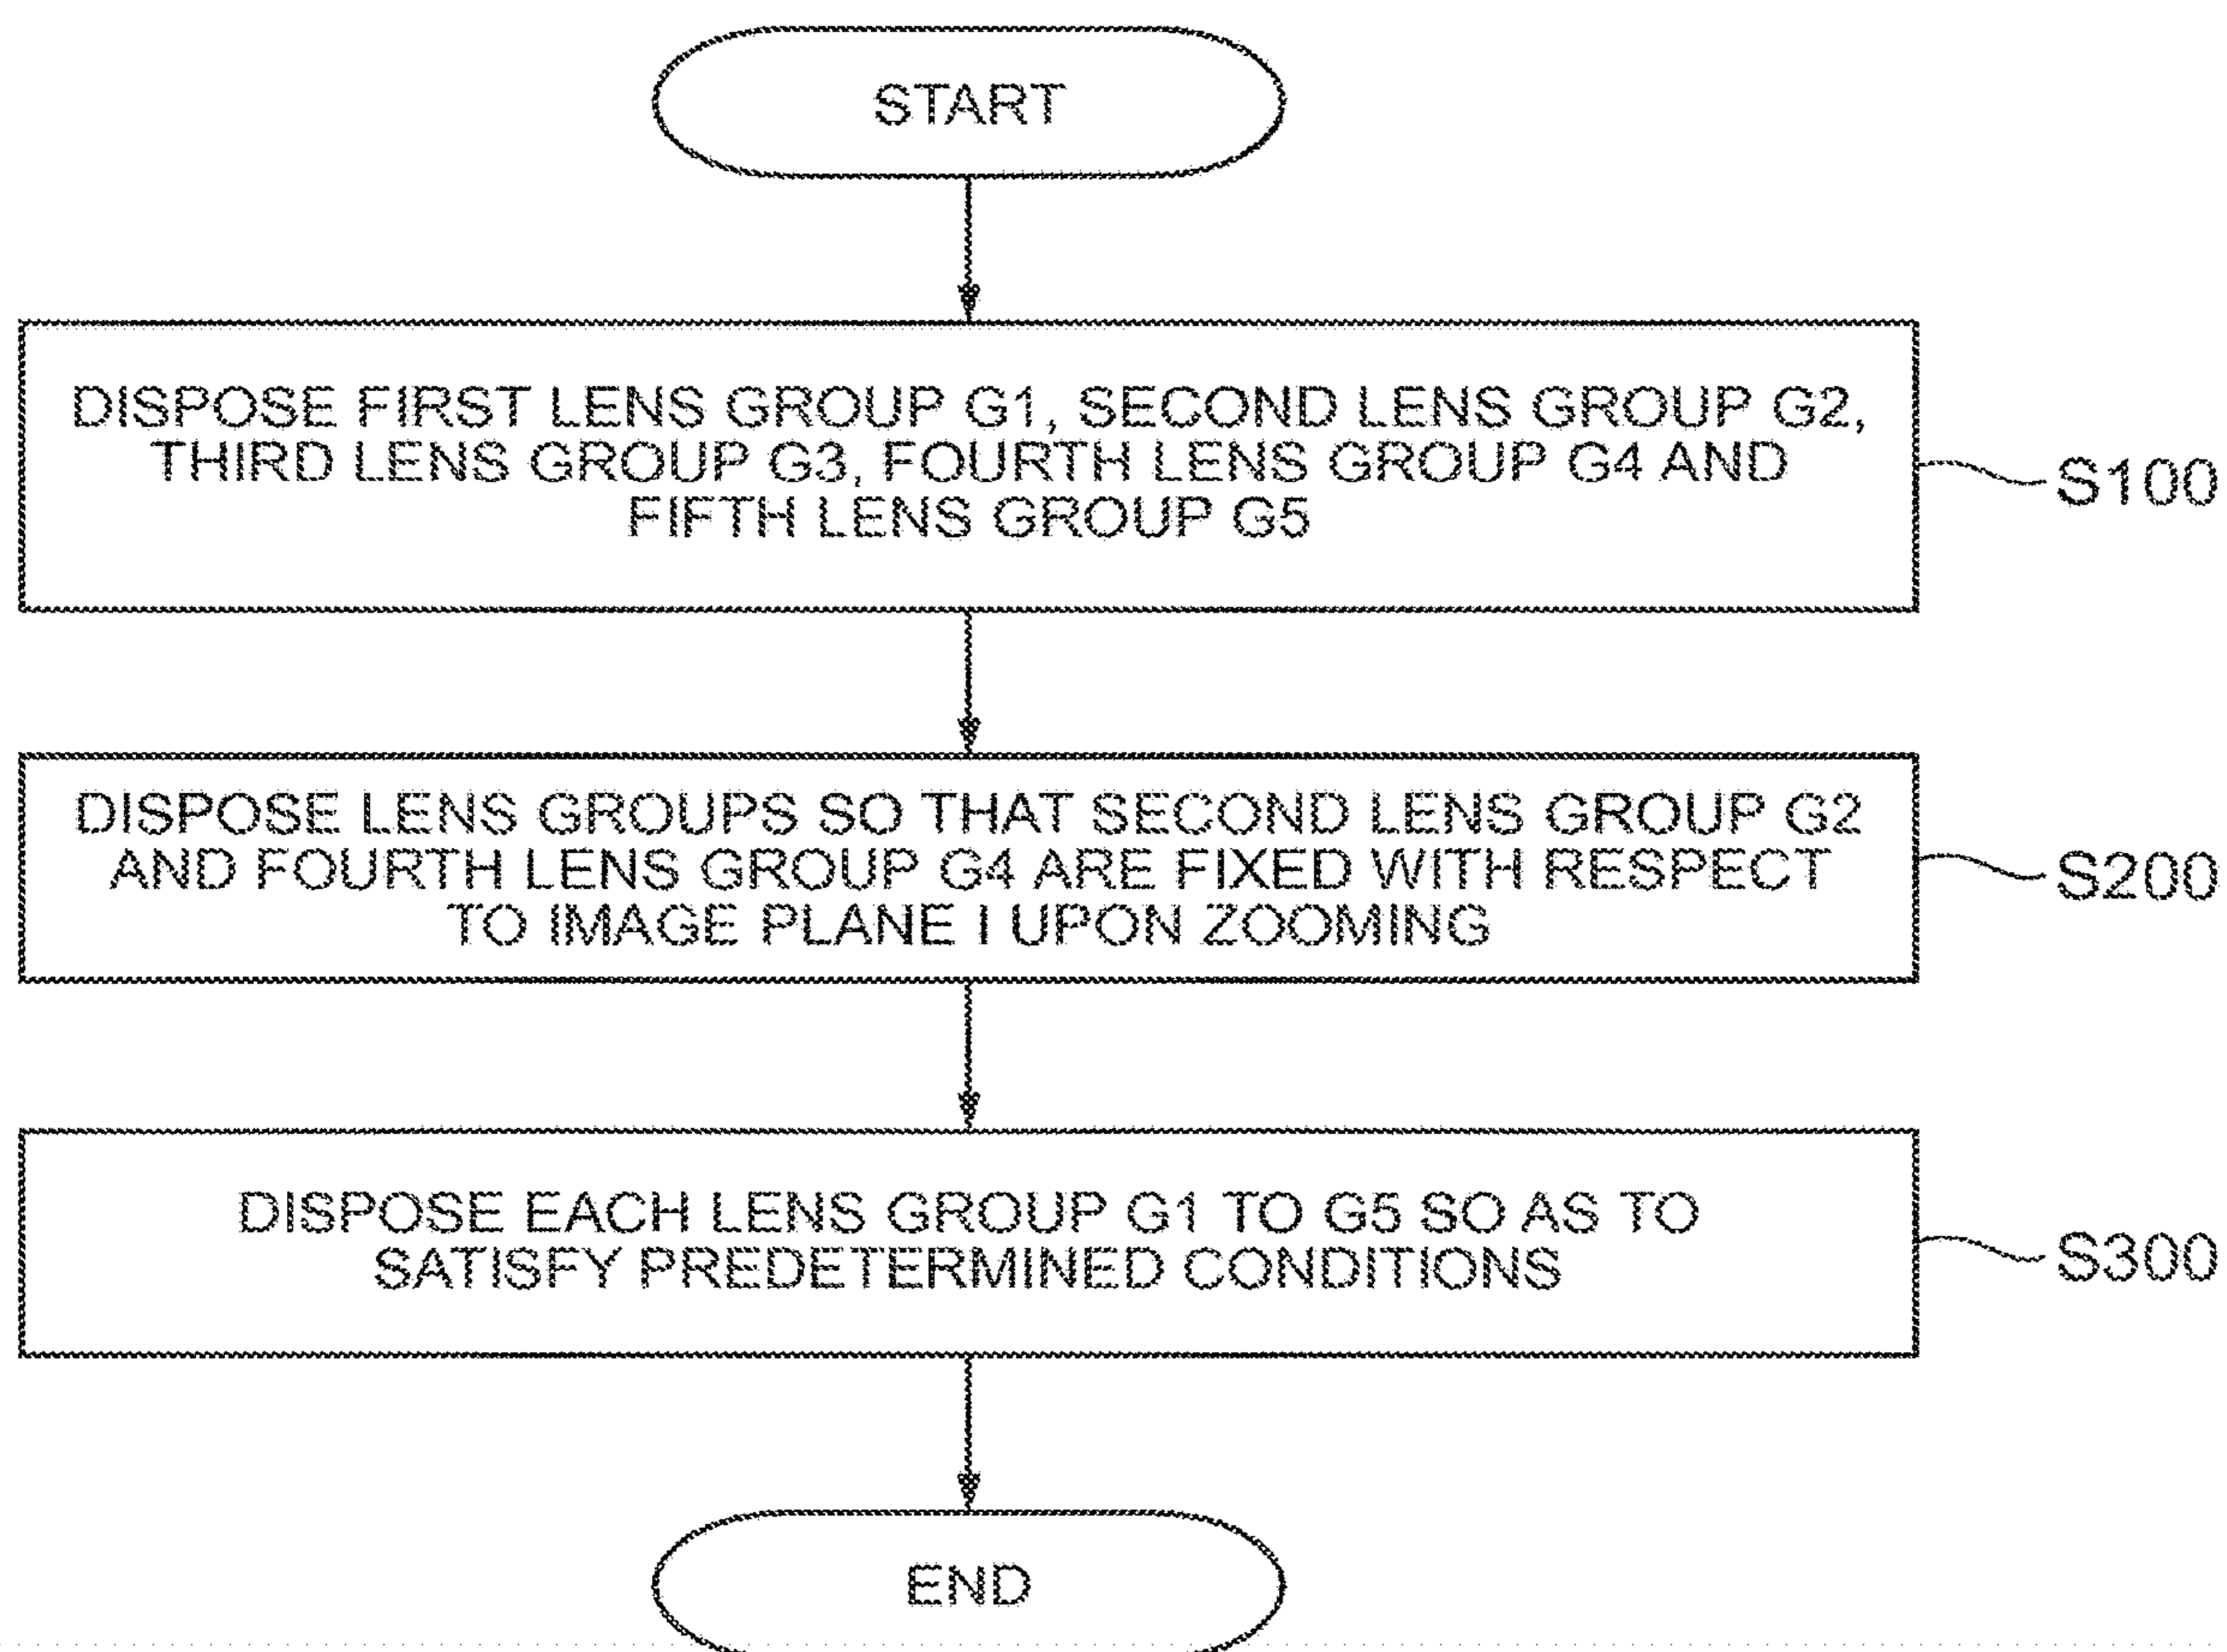 START
DISPOSE FIRST LENS GROUP G1, SECOND LENS GROUP G2,
THIRD LENS GROUP G3, FOURTH LENS GROUP G4 AND
FIFTH LENS GROUP G5
S100
DISPOSE LENS GROUPS SO THAT SECOND LENS GROUP G2
AND FOURTH LENS GROUP G4 ARE FIXED WITH RESPECT
TO IMAGE PLANE I UPON ZOOMING
S200
DISPOSE EACH LENS GROUP G1 TO G5 SO AS TO
SATISFY PREDETERMINED CONDITIONS
S300
END